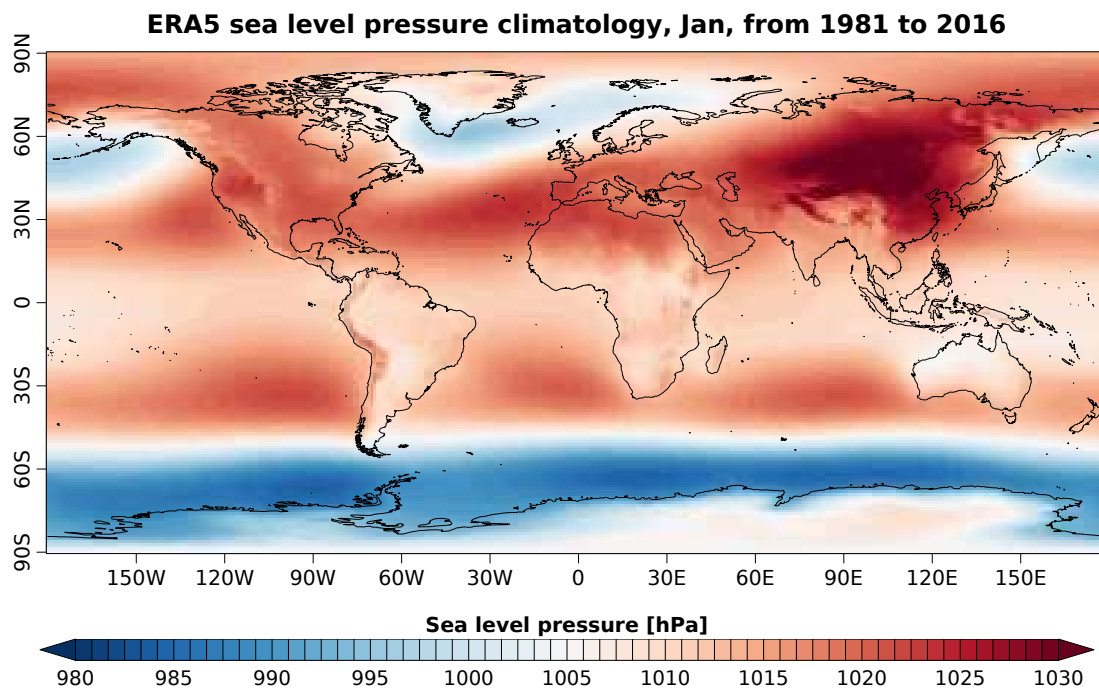 ERA5 sea level pressure climatology, Jan, from 1981 to 2016
90N
60N
30N
0
30S
60S
90S
150W 120W 90W 60W 30W 0 30E 60E 90E 120E 150E
Sea level pressure [hPa]
980 985 990 995 1000 1005 1010 1015 1020 1025 1030